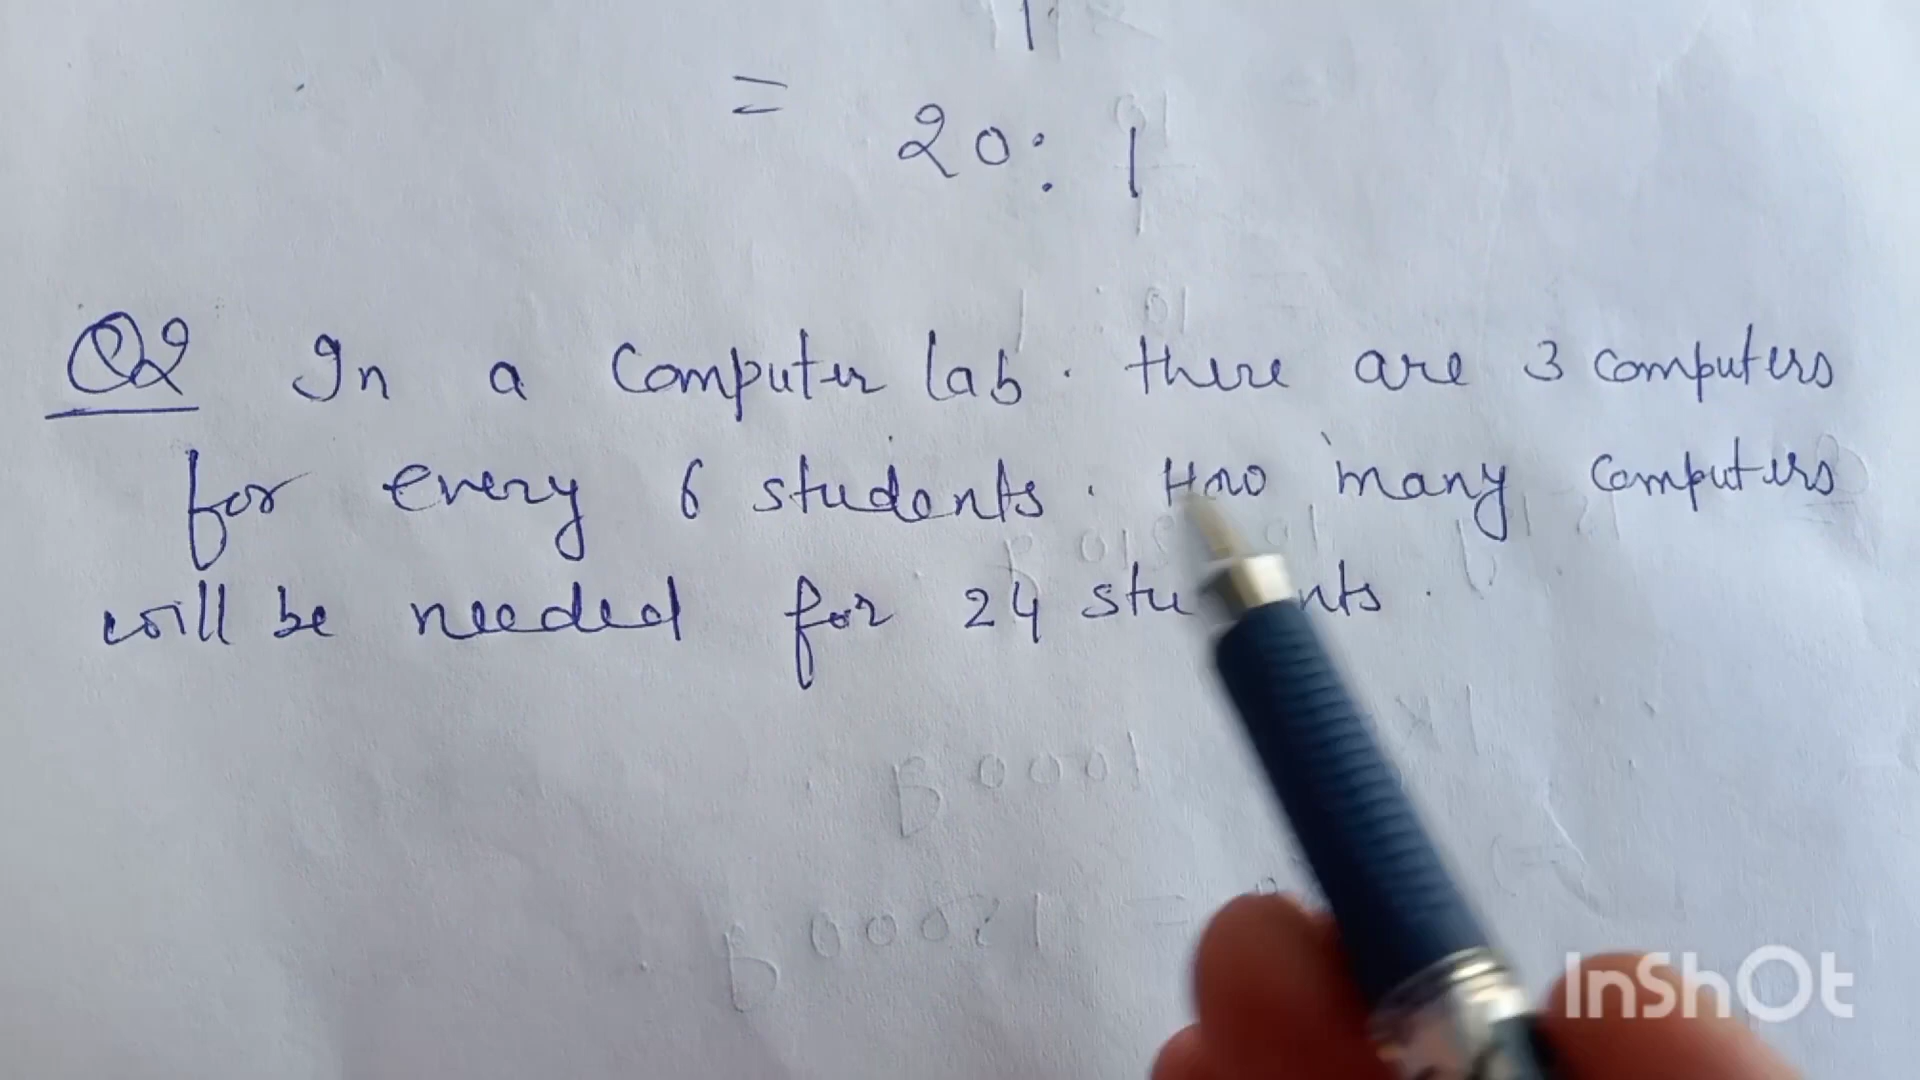 = 20 : 1
Q2 In a Computer lab. there are 3 computers
for every 6 students. How many computers
will be needed for 24 stu nts.
InShOt